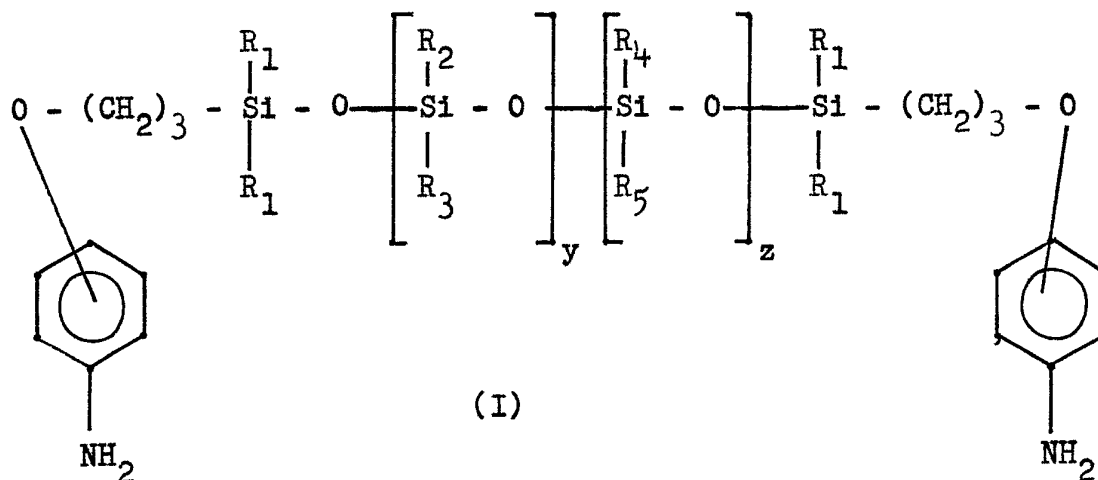 R1 R2 R4 R1
O - (CH2)3 - Si - O Si - O Si - O Si - (CH2)3 - O
R1 R3 R5 R1
y z
(I)
NH2 NH2